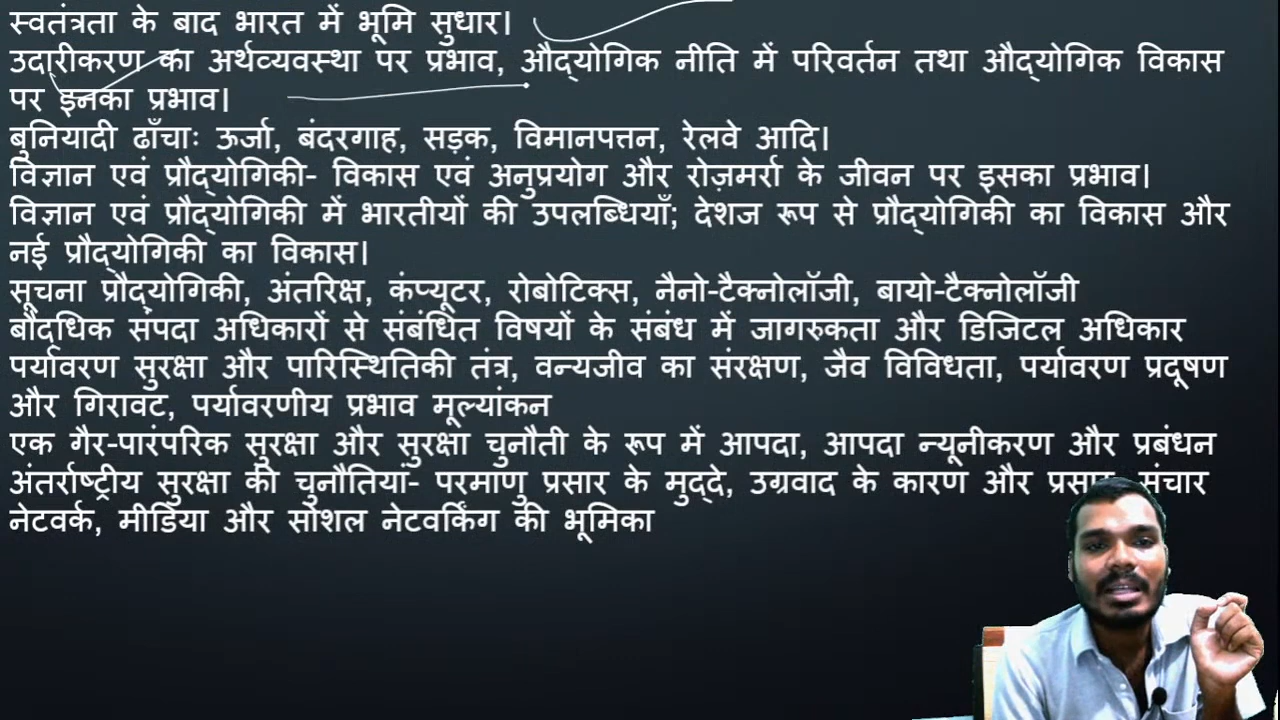 स्वतंत्रता के बाद भारत में भूमि सुधार।
उदारीकरण का अर्थव्यवस्था पर प्रभाव, औद्योगिक नीति में परिवर्तन तथा औद्योगिक विकास
पर इनका प्रभाव।
बुनियादी ढाँचाः ऊर्जा, बंदरगाह, सड़क, विमानपत्तन, रेलवे आदि।
विज्ञान एवं प्रौद्योगिकी- विकास एवं अनुप्रयोग और रोज़मर्रा के जीवन पर इसका प्रभाव।
विज्ञान एवं प्रौद्योगिकी में भारतीयों की उपलब्धियाँ; देशज रूप से प्रौद्योगिकी का विकास और
नई प्रौद्योगिकी का विकास।
सूचना प्रौद्योगिकी, अंतरिक्ष, कंप्यूटर, रोबोटिक्स, नैनो-टैक्नोलॉजी, बायो-टैक्नोलॉजी
बौद्धिक संपदा अधिकारों से संबंधित विषयों के संबंध में जागरुकता और डिजिटल अधिकार
पर्यावरण सुरक्षा और पारिस्थितिकी तंत्र, वन्यजीव का संरक्षण, जैव विविधता, पर्यावरण प्रदूषण
और गिरावट, पर्यावरणीय प्रभाव मूल्यांकन
एक गैर-पारंपरिक सुरक्षा और सुरक्षा चुनौती के रूप में आपदा, आपदा न्यूनीकरण और प्रबंधन
अंतर्राष्ट्रीय सुरक्षा की चुनौतियां- परमाणु प्रसार के मुद्दे, उग्रवाद के कारण और संचार
नेटवर्क, मीडिया और सोशल नेटवर्किंग की भूमिका